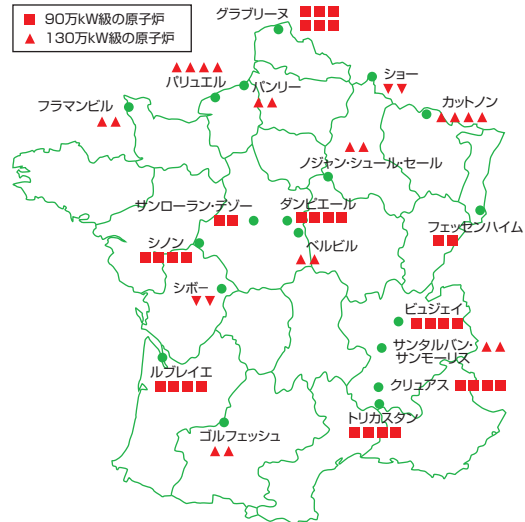 ■ 90万kW級の原子炉
▲ 130万kW級の原子炉
グラブリーヌ
パリュエル
パンリー
ショー
フラマンビル
カットノン
ノジャン・シュール・セール
サンローラン・デゾー
ダンピエール
フェッセンハイム
シノン
ベルビル
シボー
ビュジェイ
サンタルバン・
サンモーリス
ルブレイエ
クリュアス
トリカスタン
ゴルフェッシュ